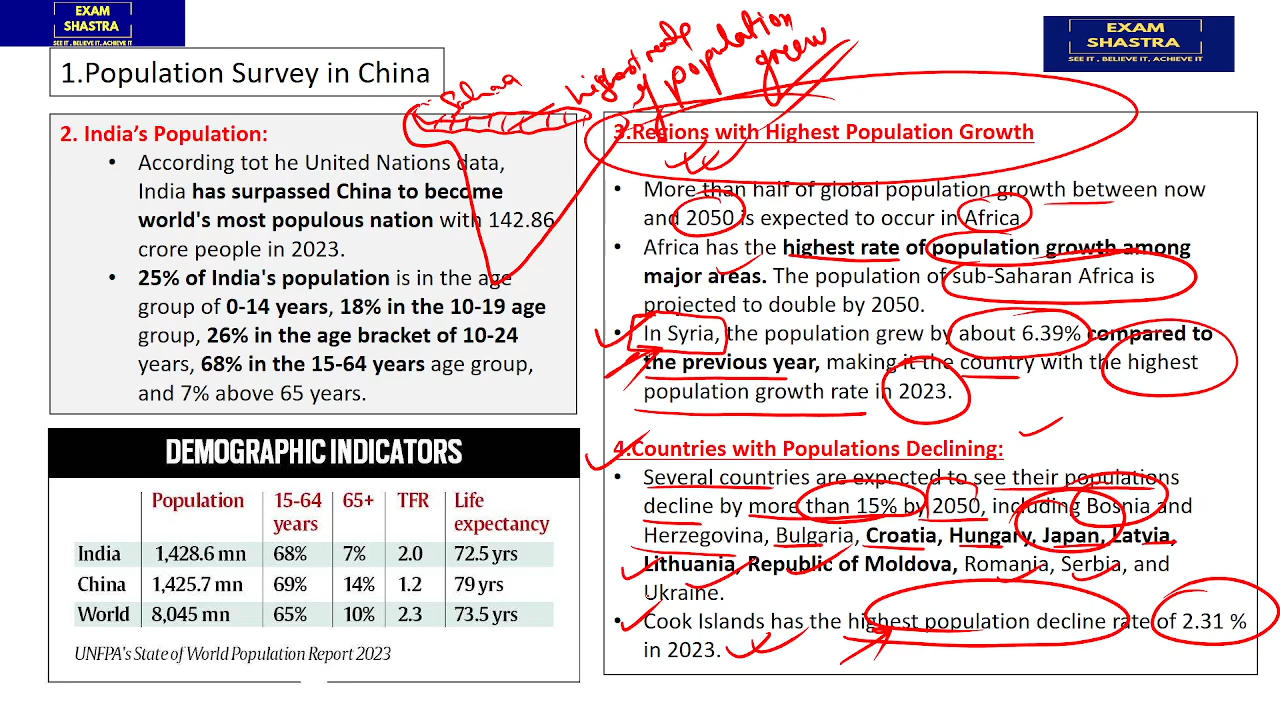 EXAM
SHASTRA
SEE IT , BELIEVE IT, ACHIEVE IT
EXAM
SHASTRA
SEE IT , BELIEVE IT, ACHIEVE IT
1.Population Survey in China
Sahara
highest rate
of population
grew
2. India's Population:
• According tot he United Nations data,
India has surpassed China to become
world's most populous nation with 142.86
crore people in 2023.
• 25% of India's population is in the age
group of 0-14 years, 18% in the 10-19 age
group, 26% in the age bracket of 10-24
years, 68% in the 15-64 years age group,
and 7% above 65 years.
DEMOGRAPHIC INDICATORS
Population 15-64 years 65+ TFR Life expectancy
India 1,428.6 mn 68% 7% 2.0 72.5 yrs
China 1,425.7 mn 69% 14% 1.2 79 yrs
World 8,045 mn 65% 10% 2.3 73.5 yrs
UNFPA's State of World Population Report 2023
3.Regions with Highest Population Growth
• More than half of global population growth between now
and 2050 is expected to occur in Africa
• Africa has the highest rate of population growth among
major areas. The population of sub-Saharan Africa is
projected to double by 2050.
• In Syria, the population grew by about 6.39% compared to
the previous year, making it the country with the highest
population growth rate in 2023.
4.Countries with Populations Declining:
• Several countries are expected to see their populations
decline by more than 15% by 2050, including Bosnia and
Herzegovina, Bulgaria, Croatia, Hungary, Japan, Latvia,
Lithuania, Republic of Moldova, Romania, Serbia, and
Ukraine.
• Cook Islands has the highest population decline rate of 2.31 %
in 2023.